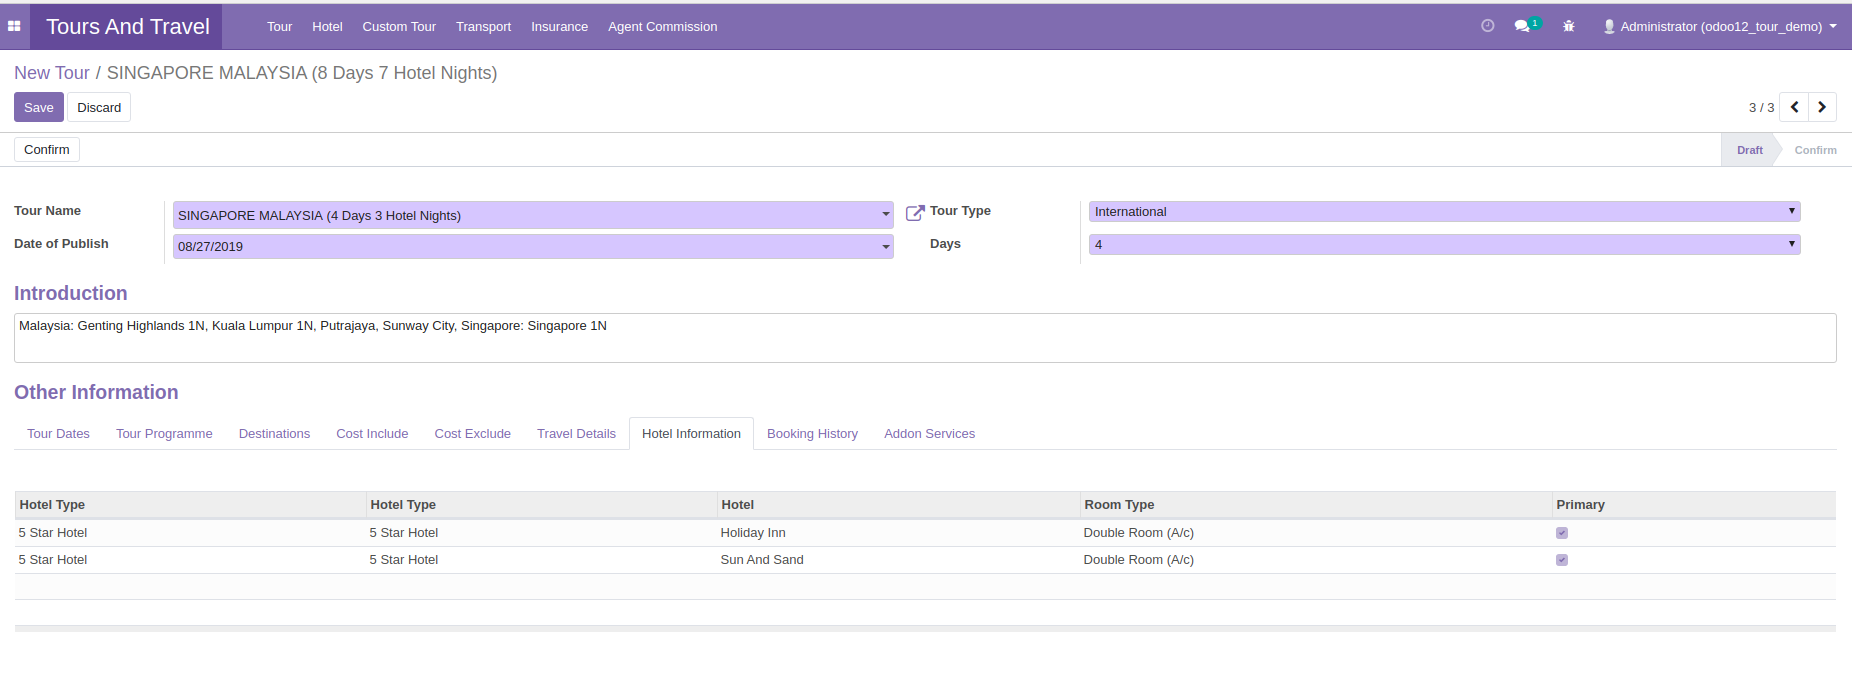 Tours And Travel Tour Hotel Custom Tour Transport Insurance Agent Commission 1 Administrator (odoo12_tour_demo)
New Tour / SINGAPORE MALAYSIA (8 Days 7 Hotel Nights)
Save Discard 3 / 3
Confirm Draft Confirm
Tour Name SINGAPORE MALAYSIA (4 Days 3 Hotel Nights) Tour Type International
Date of Publish 08/27/2019 Days 4
Introduction
Malaysia: Genting Highlands 1N, Kuala Lumpur 1N, Putrajaya, Sunway City, Singapore: Singapore 1N
Other Information
Tour Dates Tour Programme Destinations Cost Include Cost Exclude Travel Details Hotel Information Booking History Addon Services
Hotel Type Hotel Type Hotel Room Type Primary
5 Star Hotel 5 Star Hotel Holiday Inn Double Room (A/c)
5 Star Hotel 5 Star Hotel Sun And Sand Double Room (A/c)